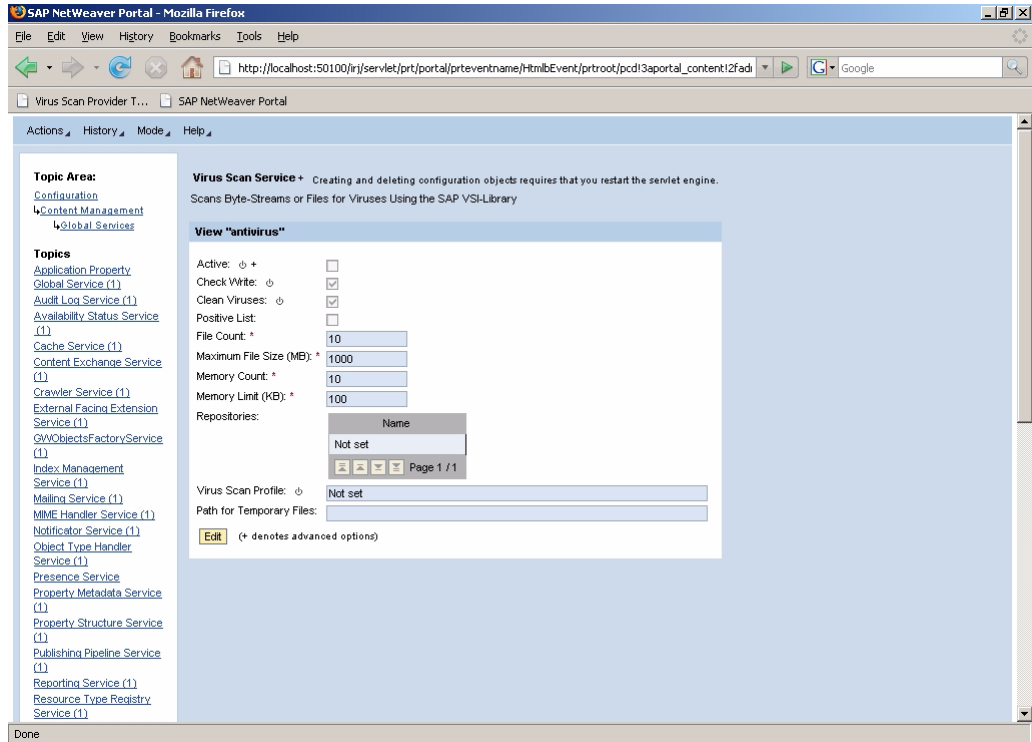 SAP NetWeaver Portal - Mozilla Firefox
File Edit View History Bookmarks Tools Help
http://localhost:50100/irj/servlet/prt/portal/prteventname/HtmlbEvent/prtroot/pcd!3aportal_content!2fadı
G Google
Virus Scan Provider T... SAP NetWeaver Portal
Actions History Mode Help
Topic Area:
Configuration
Content Management
Global Services
Topics
Application Property
Global Service (1)
Audit Log Service (1)
Availability Status Service
(1)
Cache Service (1)
Content Exchange Service
(1)
Crawler Service (1)
External Facing Extension
Service (1)
GWObjectsFactoryService
(1)
Index Management
Service (1)
Mailing Service (1)
MIME Handler Service (1)
Notificator Service (1)
Object Type Handler
Service (1)
Presence Service
Property Metadata Service
(1)
Property Structure Service
(1)
Publishing Pipeline Service
(1)
Reporting Service (1)
Resource Type Registry
Service (1)
Virus Scan Service + Creating and deleting configuration objects requires that you restart the servlet engine.
Scans Byte-Streams or Files for Viruses Using the SAP VSI-Library
View "antivirus"
Active: +
Check Write:
Clean Viruses:
Positive List:
File Count: * 10
Maximum File Size (MB): * 1000
Memory Count: * 10
Memory Limit (KB): * 100
Repositories:
Name
Not set
Page 1 / 1
Virus Scan Profile: Not set
Path for Temporary Files:
Edit (+ denotes advanced options)
Done